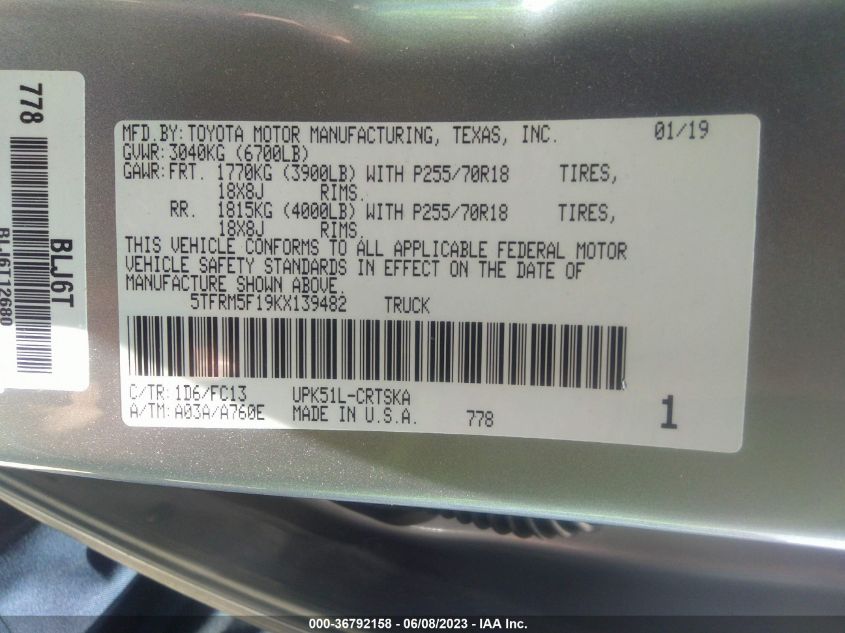 778
BLJ6T
BLJ6T12680
MFD.BY:TOYOTA MOTOR MANUFACTURING, TEXAS, INC. 01/19
GVWR:3040KG (6700LB)
GAWR:FRT. 1770KG (3900LB) WITH P255/70R18 TIRES,
18X8J RIMS.
RR. 1815KG (4000LB) WITH P255/70R18 TIRES,
18X8J RIMS.
THIS VEHICLE CONFORMS TO ALL APPLICABLE FEDERAL MOTOR
VEHICLE SAFETY STANDARDS IN EFFECT ON THE DATE OF
MANUFACTURE SHOWN ABOVE.
5TFRM5F19KX139482 TRUCK
C/TR:1D6/FC13 UPK51L-CRTSKA
A/TM:A03A/A760E MADE IN U.S.A. 778 1
000-36792158 - 06/08/2023 - IAA Inc.